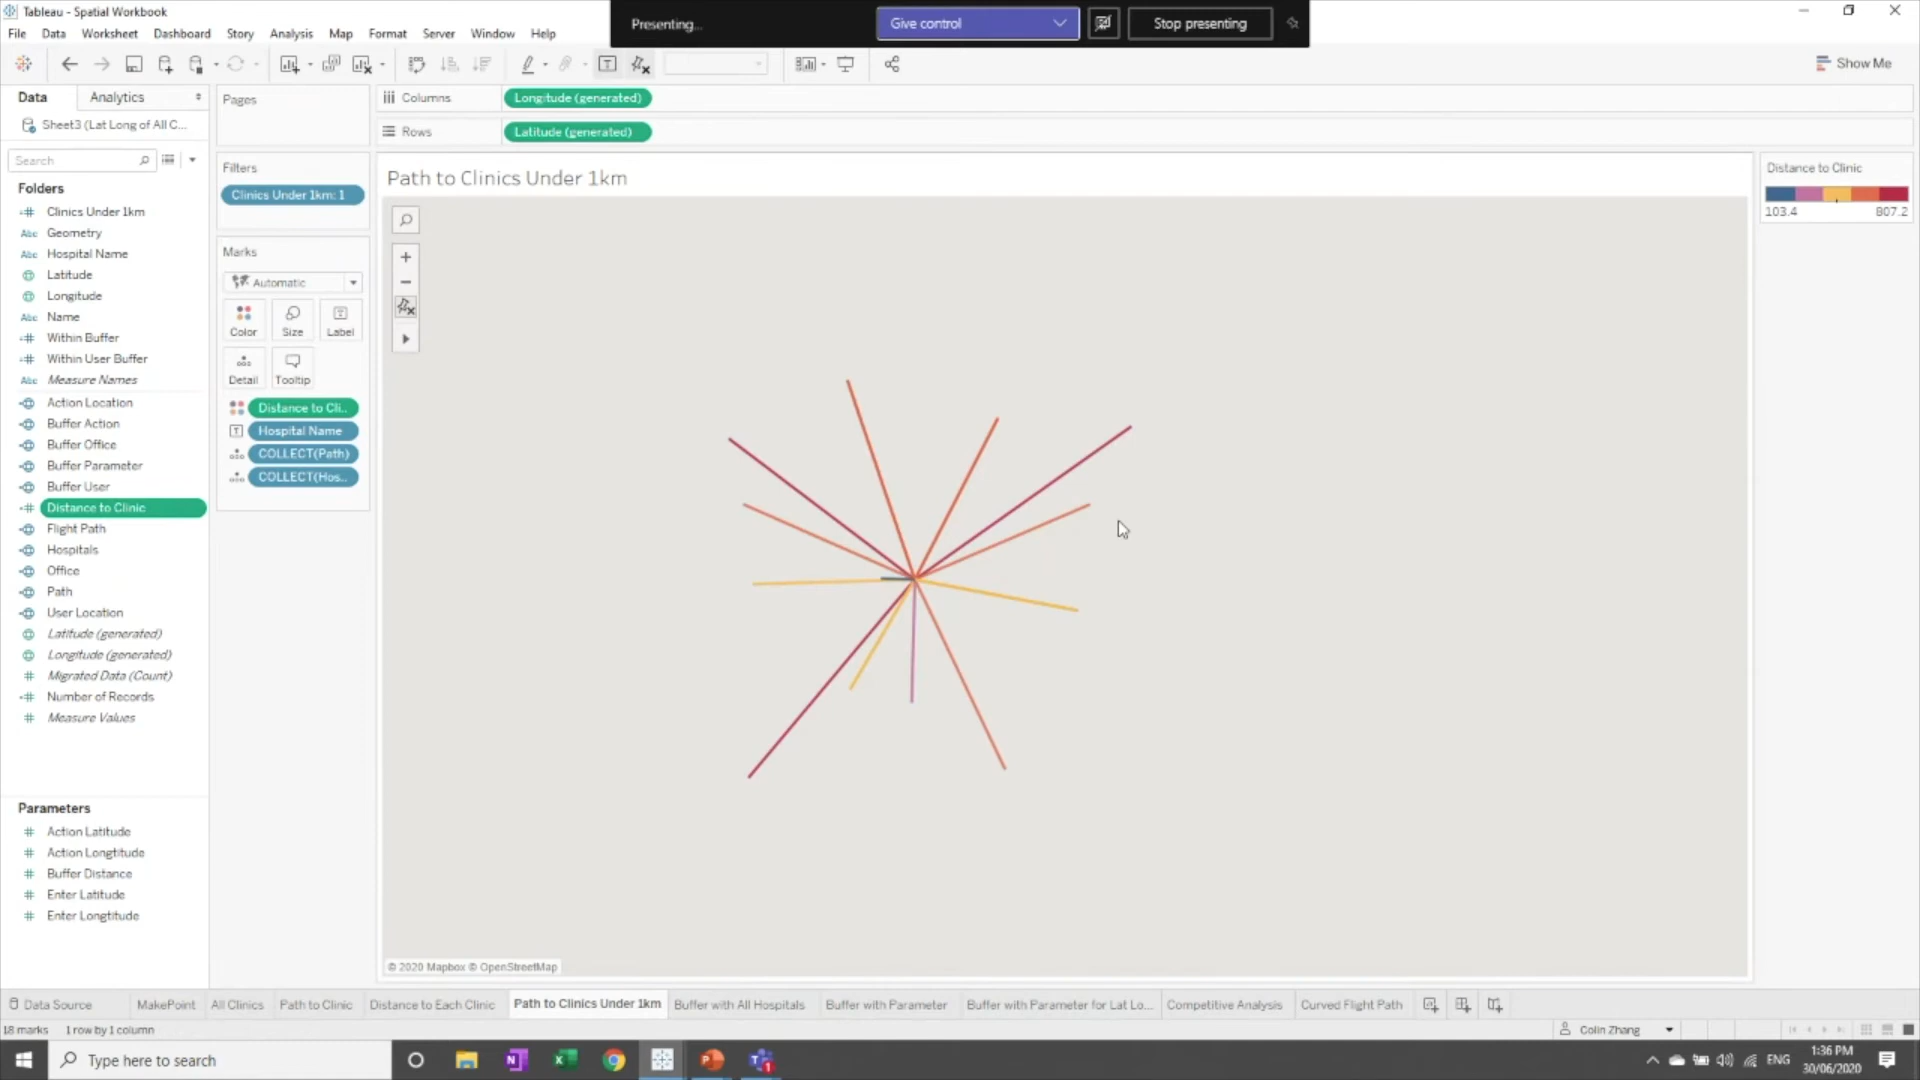 Tableau - Spatial Workbook
Presenting...
Give control
Stop presenting
File Data Worksheet Dashboard Story Analysis Map Format Server Window Help
Show Me
Data
Analytics
Sheet3 (Lat Long of All C...
Search
Folders
Clinics Under 1km
Abc Geometry
Abc Hospital Name
Latitude
Longitude
Abc Name
Within Buffer
Within User Buffer
Abc Measure Names
Action Location
Buffer Action
Buffer Office
Buffer Parameter
Buffer User
Distance to Clinic
Flight Path
Hospitals
Office
Path
User Location
Latitude (generated)
Longitude (generated)
Migrated Data (Count)
Number of Records
Measure Values
Parameters
Action Latitude
Action Longtitude
Buffer Distance
Enter Latitude
Enter Longtitude
Pages
Filters
Clinics Under 1km: 1
Marks
Automatic
Color Size Label
Detail Tooltip
Distance to Cli..
Hospital Name
COLLECT(Path)
COLLECT(Hos..
Columns
Longitude (generated)
Rows
Latitude (generated)
Path to Clinics Under 1km
© 2020 Mapbox © OpenStreetMap
Distance to Clinic
103.4 807.2
Data Source MakePoint All Clinics Path to Clinic Distance to Each Clinic Path to Clinics Under 1km Buffer with All Hospitals Buffer with Parameter Buffer with Parameter for Lat Lo... Competitive Analysis Curved Flight Path
18 marks 1 row by 1 column
Colin Zhang
Type here to search
ENG
1:36 PM
30/06/2020